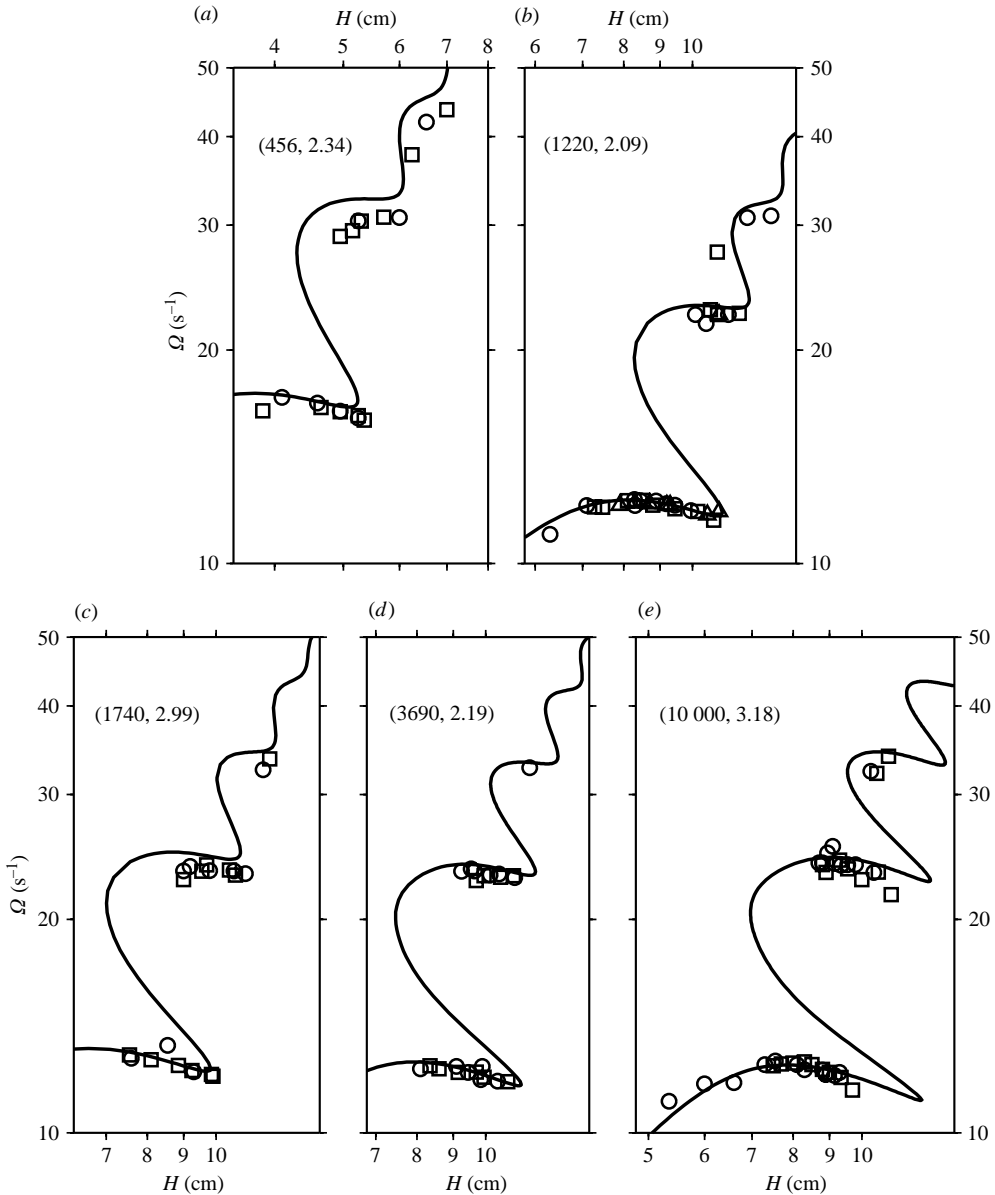 (a) H (cm) (b) H (cm)
4 5 6 7 8 6 7 8 9 10
50 50
(456, 2.34) (1220, 2.09)
40 40
30 30
Ω (s⁻¹)
20 20
10 10
(c) (d) (e)
50 50
(1740, 2.99) (3690, 2.19) (10 000, 3.18)
40 40
30 30
Ω (s⁻¹)
20 20
10 10
7 8 9 10 7 8 9 10 5 6 7 8 9 10
H (cm) H (cm) H (cm)